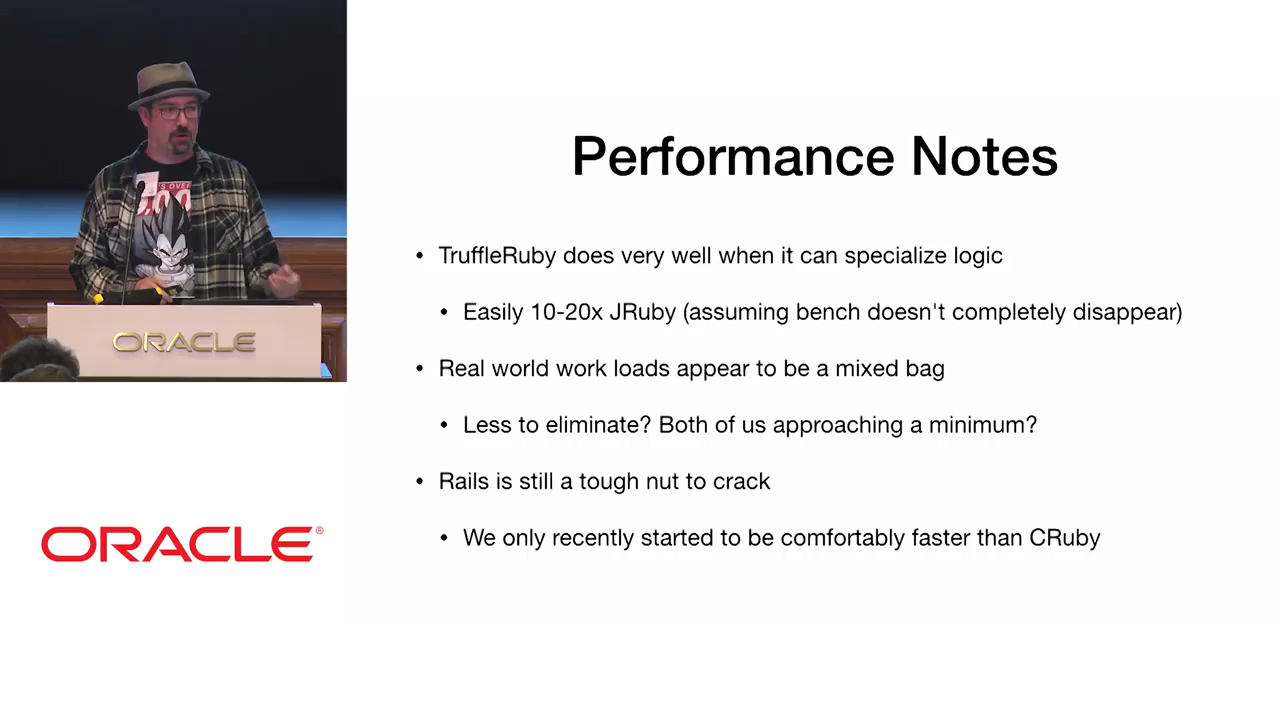 Performance Notes
• TruffleRuby does very well when it can specialize logic
• Easily 10-20x JRuby (assuming bench doesn't completely disappear)
• Real world work loads appear to be a mixed bag
• Less to eliminate? Both of us approaching a minimum?
• Rails is still a tough nut to crack
• We only recently started to be comfortably faster than CRuby
ORACLE
ORACLE®